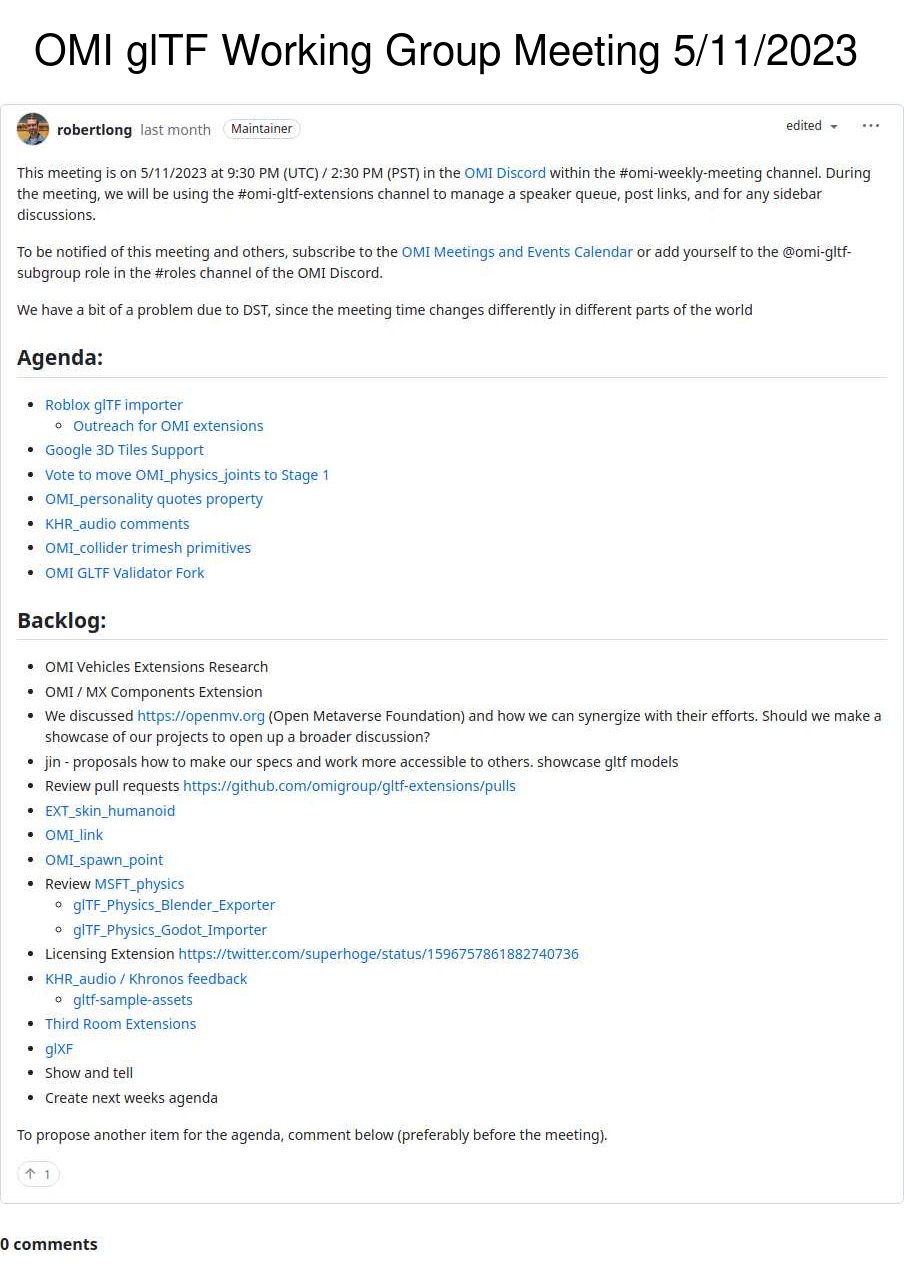 OMI glTF Working Group Meeting 5/11/2023
robertlong last month Maintainer edited
This meeting is on 5/11/2023 at 9:30 PM (UTC) / 2:30 PM (PST) in the OMI Discord within the #omi-weekly-meeting channel. During
the meeting, we will be using the #omi-gltf-extensions channel to manage a speaker queue, post links, and for any sidebar
discussions.
To be notified of this meeting and others, subscribe to the OMI Meetings and Events Calendar or add yourself to the @omi-gltf-
subgroup role in the #roles channel of the OMI Discord.
We have a bit of a problem due to DST, since the meeting time changes differently in different parts of the world
Agenda:
Roblox glTF importer
Outreach for OMI extensions
Google 3D Tiles Support
Vote to move OMI_physics_joints to Stage 1
OMI_personality quotes property
KHR_audio comments
OMI_collider trimesh primitives
OMI GLTF Validator Fork
Backlog:
OMI Vehicles Extensions Research
OMI / MX Components Extension
We discussed https://openmv.org (Open Metaverse Foundation) and how we can synergize with their efforts. Should we make a
showcase of our projects to open up a broader discussion?
jin - proposals how to make our specs and work more accessible to others. showcase gltf models
Review pull requests https://github.com/omigroup/gltf-extensions/pulls
EXT_skin_humanoid
OMI_link
OMI_spawn_point
Review MSFT_physics
glTF_Physics_Blender_Exporter
glTF_Physics_Godot_Importer
Licensing Extension https://twitter.com/superhoge/status/1596757861882740736
KHR_audio / Khronos feedback
gltf-sample-assets
Third Room Extensions
glXF
Show and tell
Create next weeks agenda
To propose another item for the agenda, comment below (preferably before the meeting).
1
0 comments